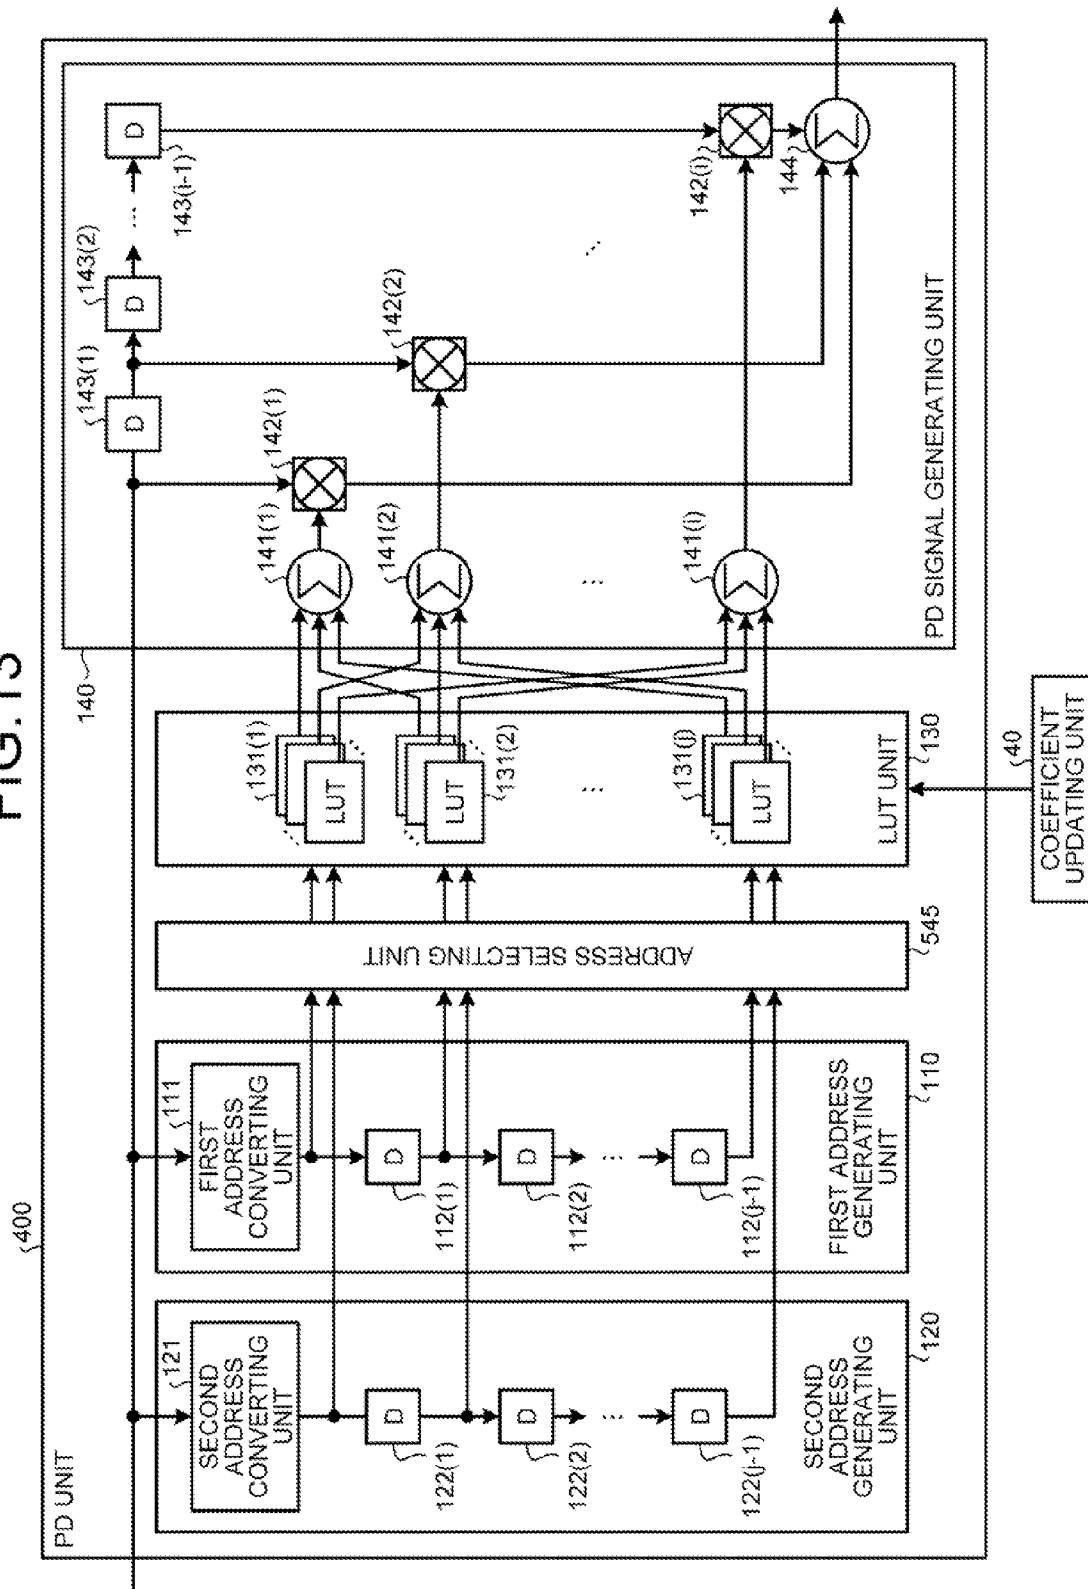 FIG.13
400
PD UNIT
121
SECOND
ADDRESS
CONVERTING
UNIT
D
122(1)
D
122(2)
...
D
122(j-1)
SECOND
ADDRESS
GENERATING
UNIT
120
111
FIRST
ADDRESS
CONVERTING
UNIT
D
112(1)
D
112(2)
...
D
112(j-1)
FIRST ADDRESS
GENERATING
UNIT
110
ADDRESS SELECTING UNIT
545
131(1)
LUT
LUT
131(2)
...
131(j)
LUT
LUT UNIT
130
40
COEFFICIENT
UPDATING UNIT
140
143(1)
D
143(2)
D
...
D
143(i-1)
141(1)
Σ
142(1)
141(2)
Σ
142(2)
...
...
141(i)
Σ
142(i)
144
Σ
PD SIGNAL GENERATING UNIT